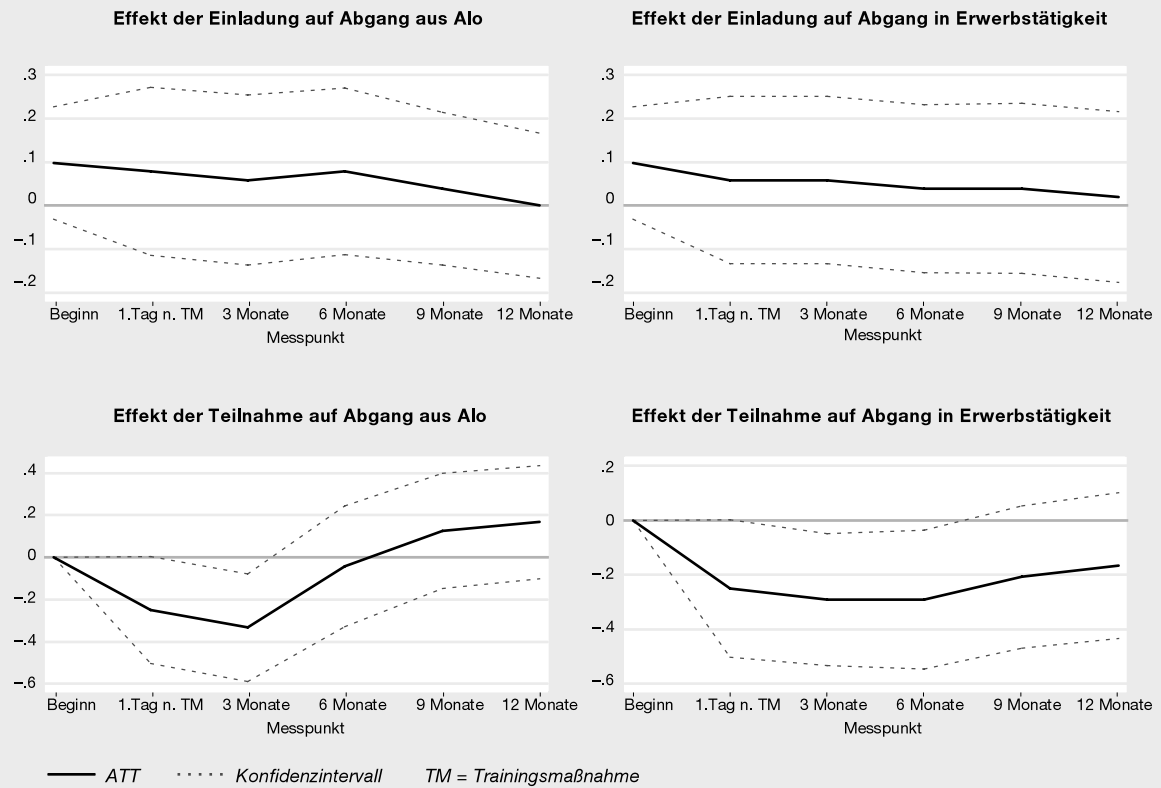 Effekt der Einladung auf Abgang aus Alo
.3
.2
.1
0
–.1
–.2
Beginn 1.Tag n. TM 3 Monate 6 Monate 9 Monate 12 Monate
Messpunkt
Effekt der Einladung auf Abgang in Erwerbstätigkeit
.3
.2
.1
0
–.1
–.2
Beginn 1.Tag n. TM 3 Monate 6 Monate 9 Monate 12 Monate
Messpunkt
Effekt der Teilnahme auf Abgang aus Alo
.4
.2
0
–.2
–.4
–.6
Beginn 1.Tag n. TM 3 Monate 6 Monate 9 Monate 12 Monate
Messpunkt
Effekt der Teilnahme auf Abgang in Erwerbstätigkeit
.2
0
–.2
–.4
–.6
Beginn 1.Tag n. TM 3 Monate 6 Monate 9 Monate 12 Monate
Messpunkt
ATT Konfidenzintervall TM = Trainingsmaßnahme